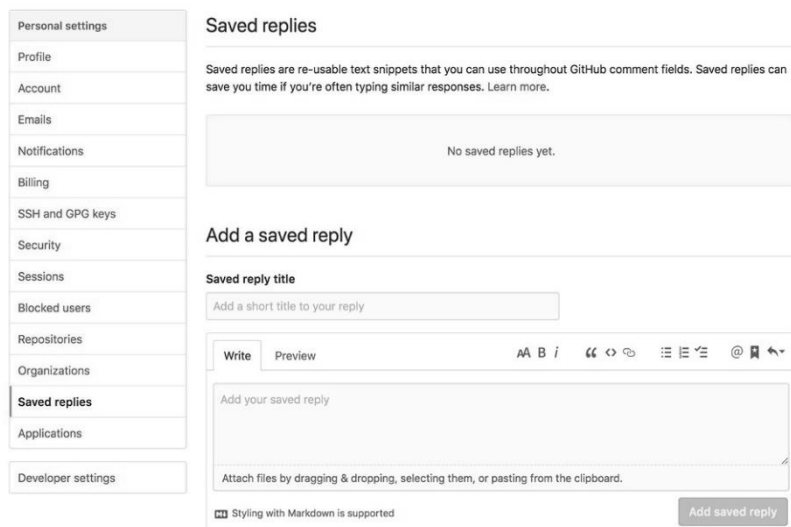 Personal settings
Profile
Account
Emails
Notifications
Billing
SSH and GPG keys
Security
Sessions
Blocked users
Repositories
Organizations
Saved replies
Applications
Developer settings
Saved replies
Saved replies are re-usable text snippets that you can use throughout GitHub comment fields. Saved replies can
save you time if you're often typing similar responses. Learn more.
No saved replies yet.
Add a saved reply
Saved reply title
Add a short title to your reply
Write Preview AA B i @
Add your saved reply
Attach files by dragging & dropping, selecting them, or pasting from the clipboard.
Styling with Markdown is supported
Add saved reply